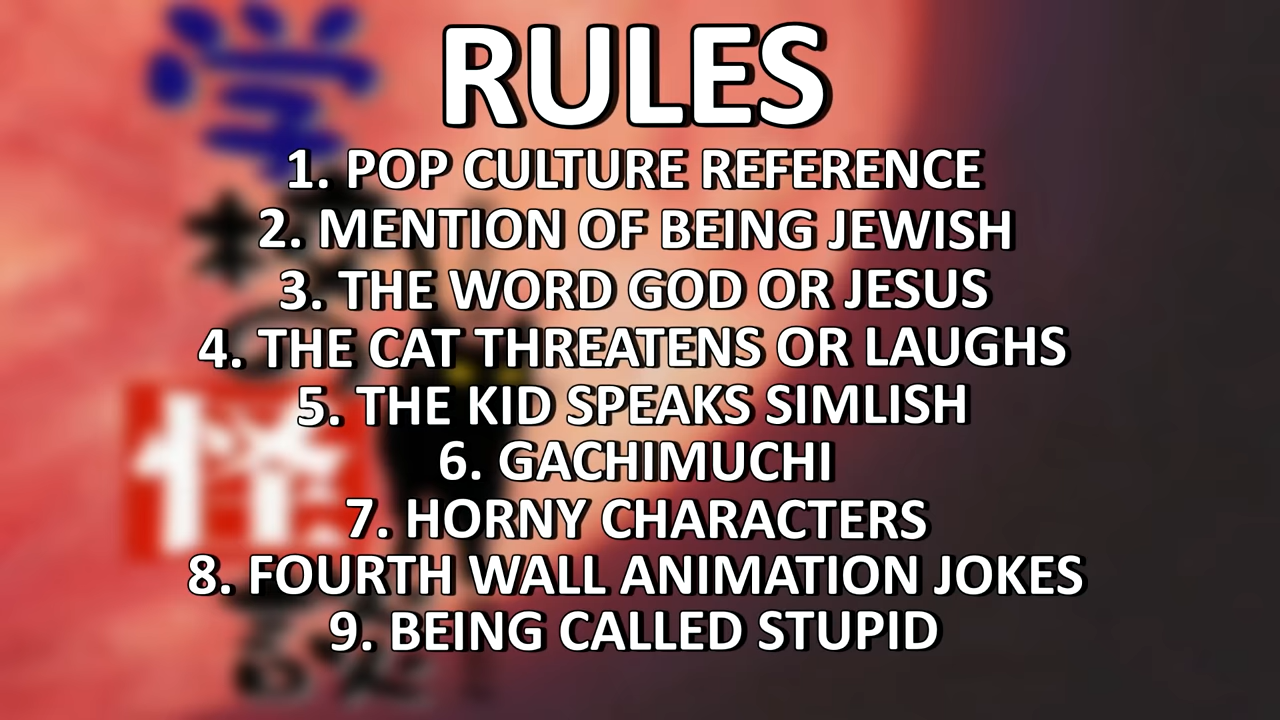 RULES
1. POP CULTURE REFERENCE
2. MENTION OF BEING JEWISH
3. THE WORD GOD OR JESUS
4. THE CAT THREATENS OR LAUGHS
5. THE KID SPEAKS SIMLISH
6. GACHIMUCHI
7. HORNY CHARACTERS
8. FOURTH WALL ANIMATION JOKES
9. BEING CALLED STUPID